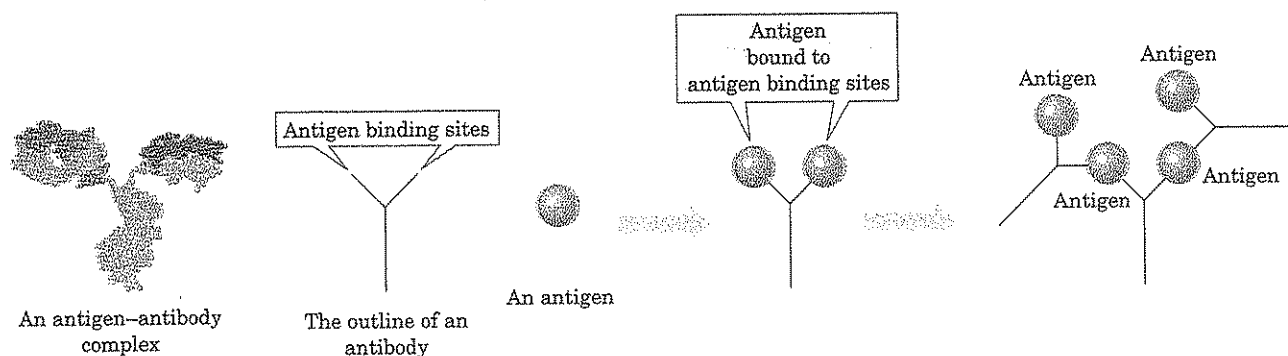 An antigen–antibody
complex
Antigen binding sites
The outline of an
antibody
An antigen
Antigen
bound to
antigen binding sites
Antigen
Antigen
Antigen
Antigen